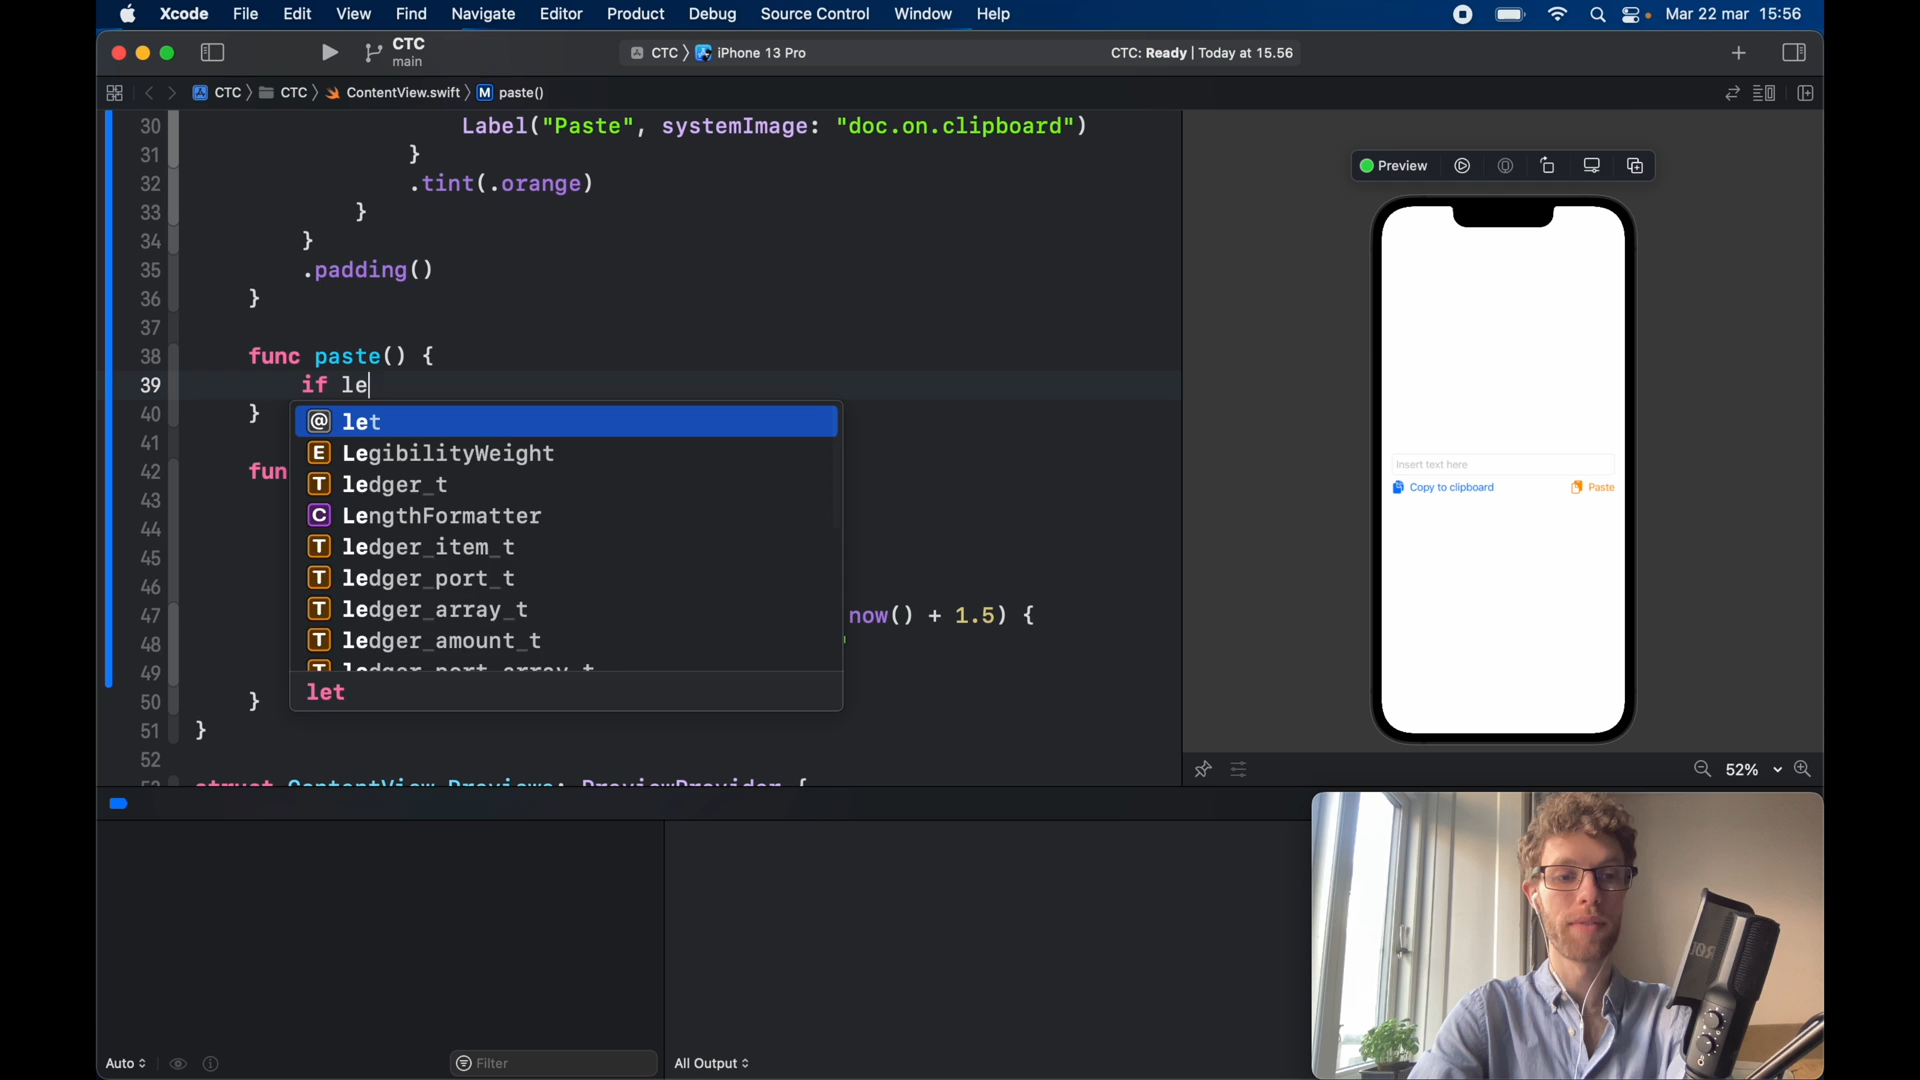 Xcode File Edit View Find Navigate Editor Product Debug Source Control Window Help Mar 22 mar 15:56
CTC
main
CTC iPhone 13 Pro CTC: Ready | Today at 15.56
CTC CTC ContentView.swift M paste()
30 Label("Paste", systemImage: "doc.on.clipboard")
31 }
32 .tint(.orange)
33 }
34 }
35 .padding()
36 }
37
38 func paste() {
39 if le
40 }
41
42 fun
43
44
45
46
47 now() + 1.5) {
48
49
50 }
51 }
52
@ let
E LegibilityWeight
T ledger_t
C LengthFormatter
T ledger_item_t
T ledger_port_t
T ledger_array_t
T ledger_amount_t
T ledger_port_array_t
let
struct ContentView_Previews: PreviewProvider {
Preview
Insert text here
Copy to clipboard Paste
52%
Auto Filter All Output